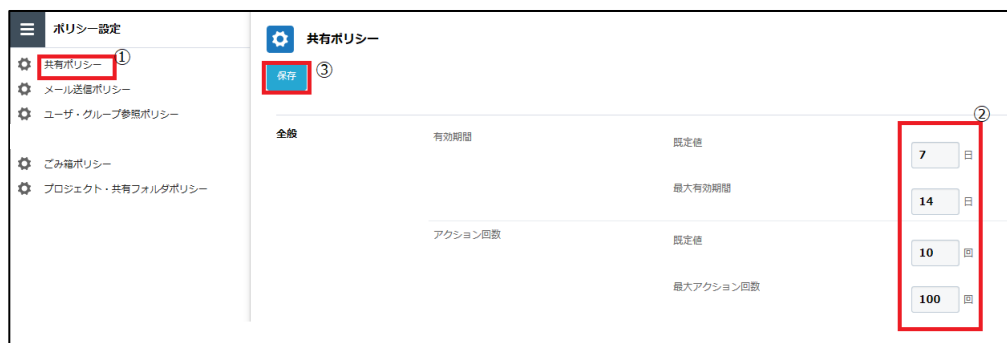 ポリシー設定
共有ポリシー ①
メール送信ポリシー
ユーザ・グループ参照ポリシー
ごみ箱ポリシー
プロジェクト・共有フォルダポリシー
共有ポリシー
保存 ③
②
全般 有効期間 既定値 7 日
最大有効期間 14 日
アクション回数 既定値 10 回
最大アクション回数 100 回